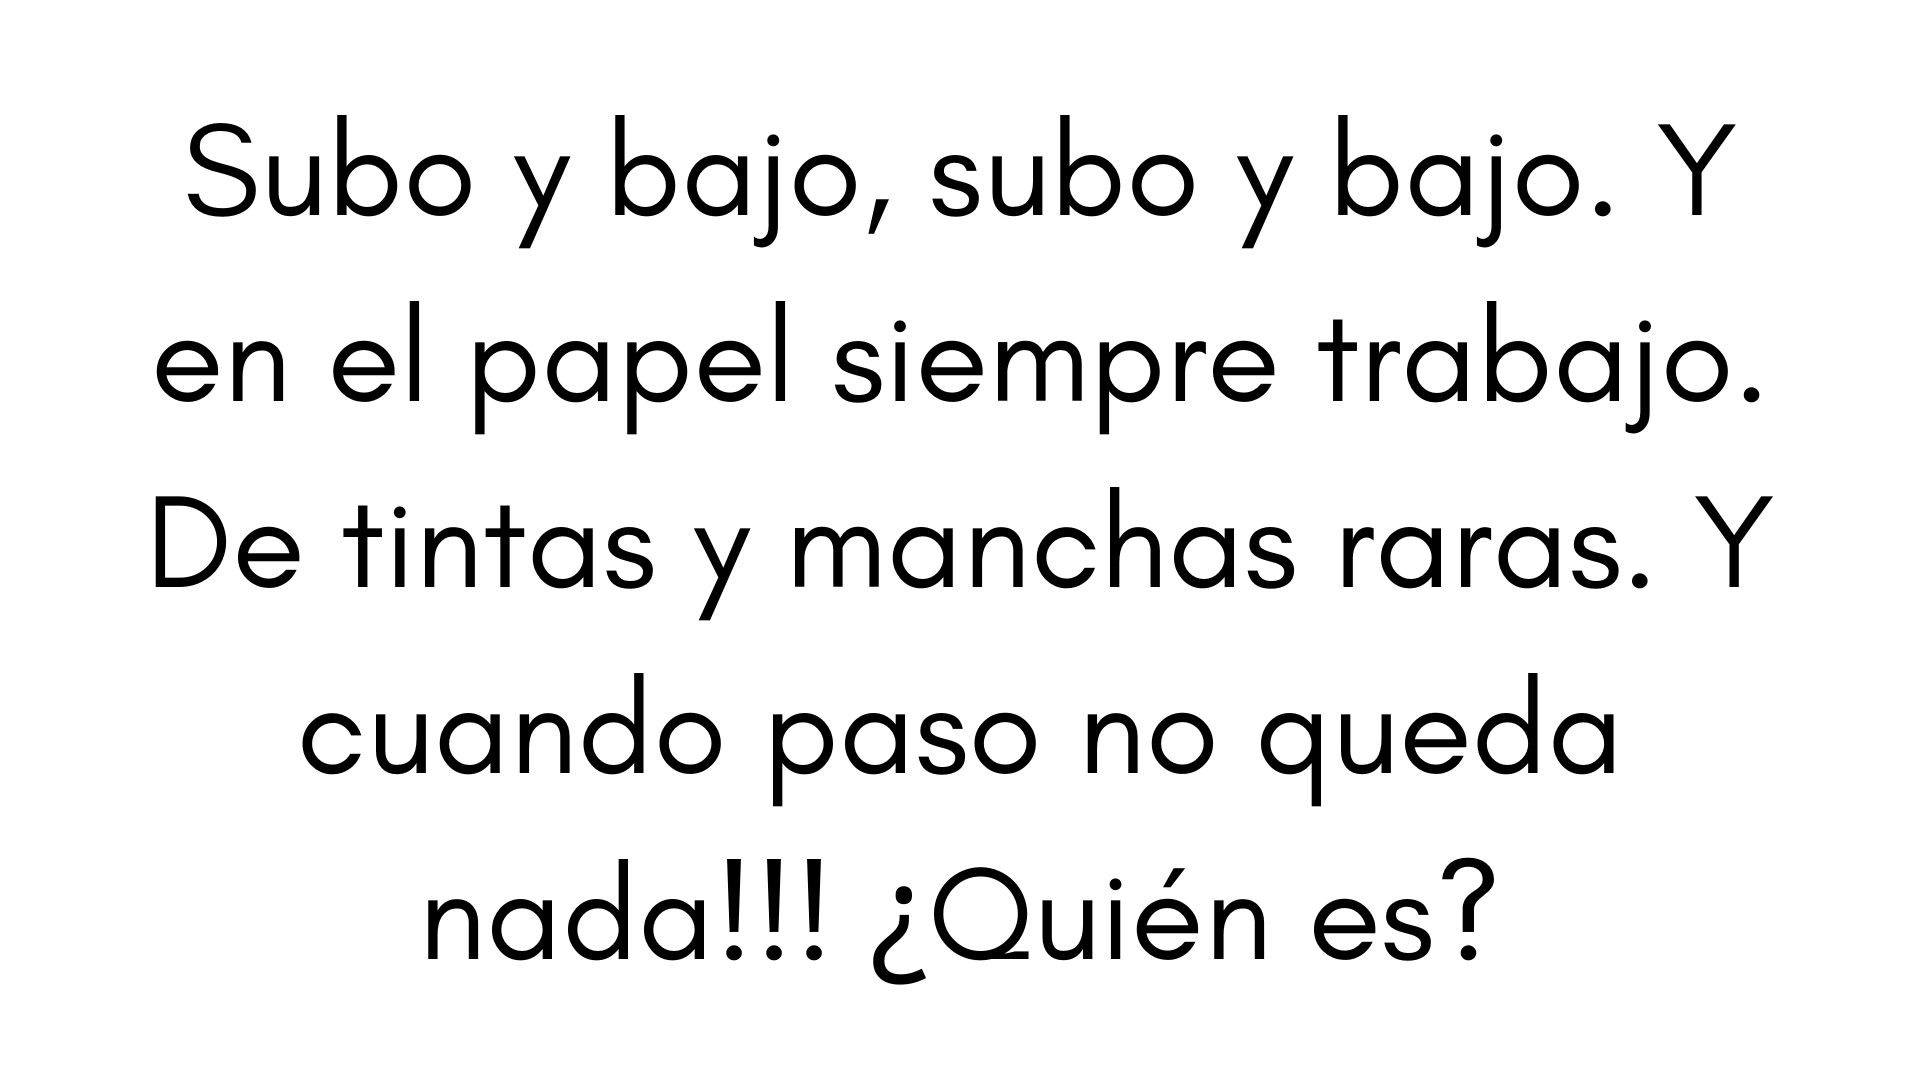 Subo y bajo, subo y bajo. Y
en el papel siempre trabajo.
De tintas y manchas raras. Y
cuando paso no queda
nada!!! ¿Quién es?